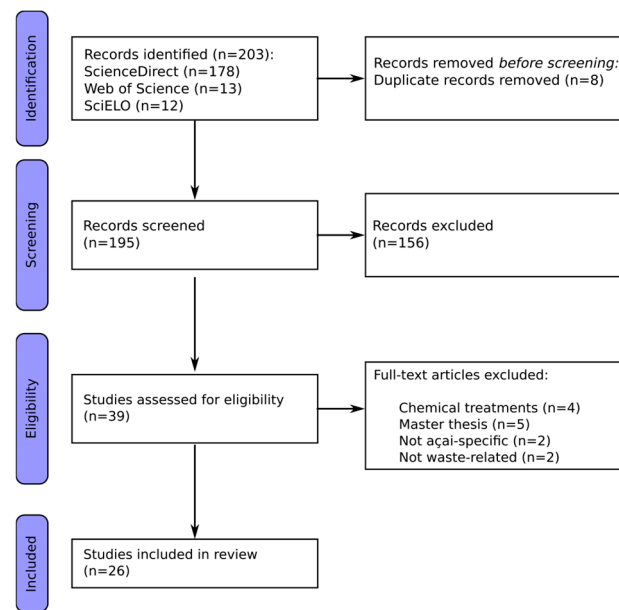 Identification
Records identified (n=203):
ScienceDirect (n=178)
Web of Science (n=13)
SciELO (n=12)
Records removed before screening:
Duplicate records removed (n=8)
Screening
Records screened
(n=195)
Records excluded
(n=156)
Eligibility
Studies assessed for eligibility
(n=39)
Full-text articles excluded:
Chemical treatments (n=4)
Master thesis (n=5)
Not açai-specific (n=2)
Not waste-related (n=2)
Included
Studies included in review
(n=26)